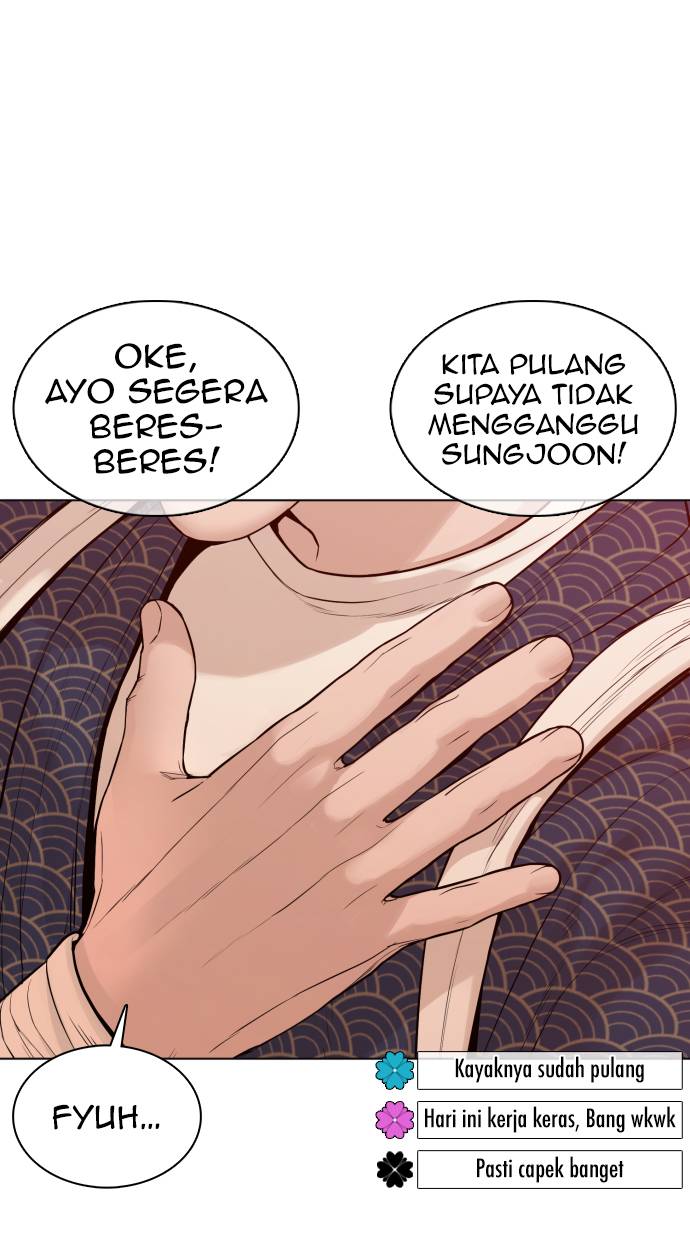 OKE,
AYO SEGERA
BERES-
BERES!
KITA PULANG
SUPAYA TIDAK
MENGGANGGU
SUNGJOON!
FYUH...
Kayaknya sudah pulang
Hari ini kerja keras, Bang wkwk
Pasti capek banget